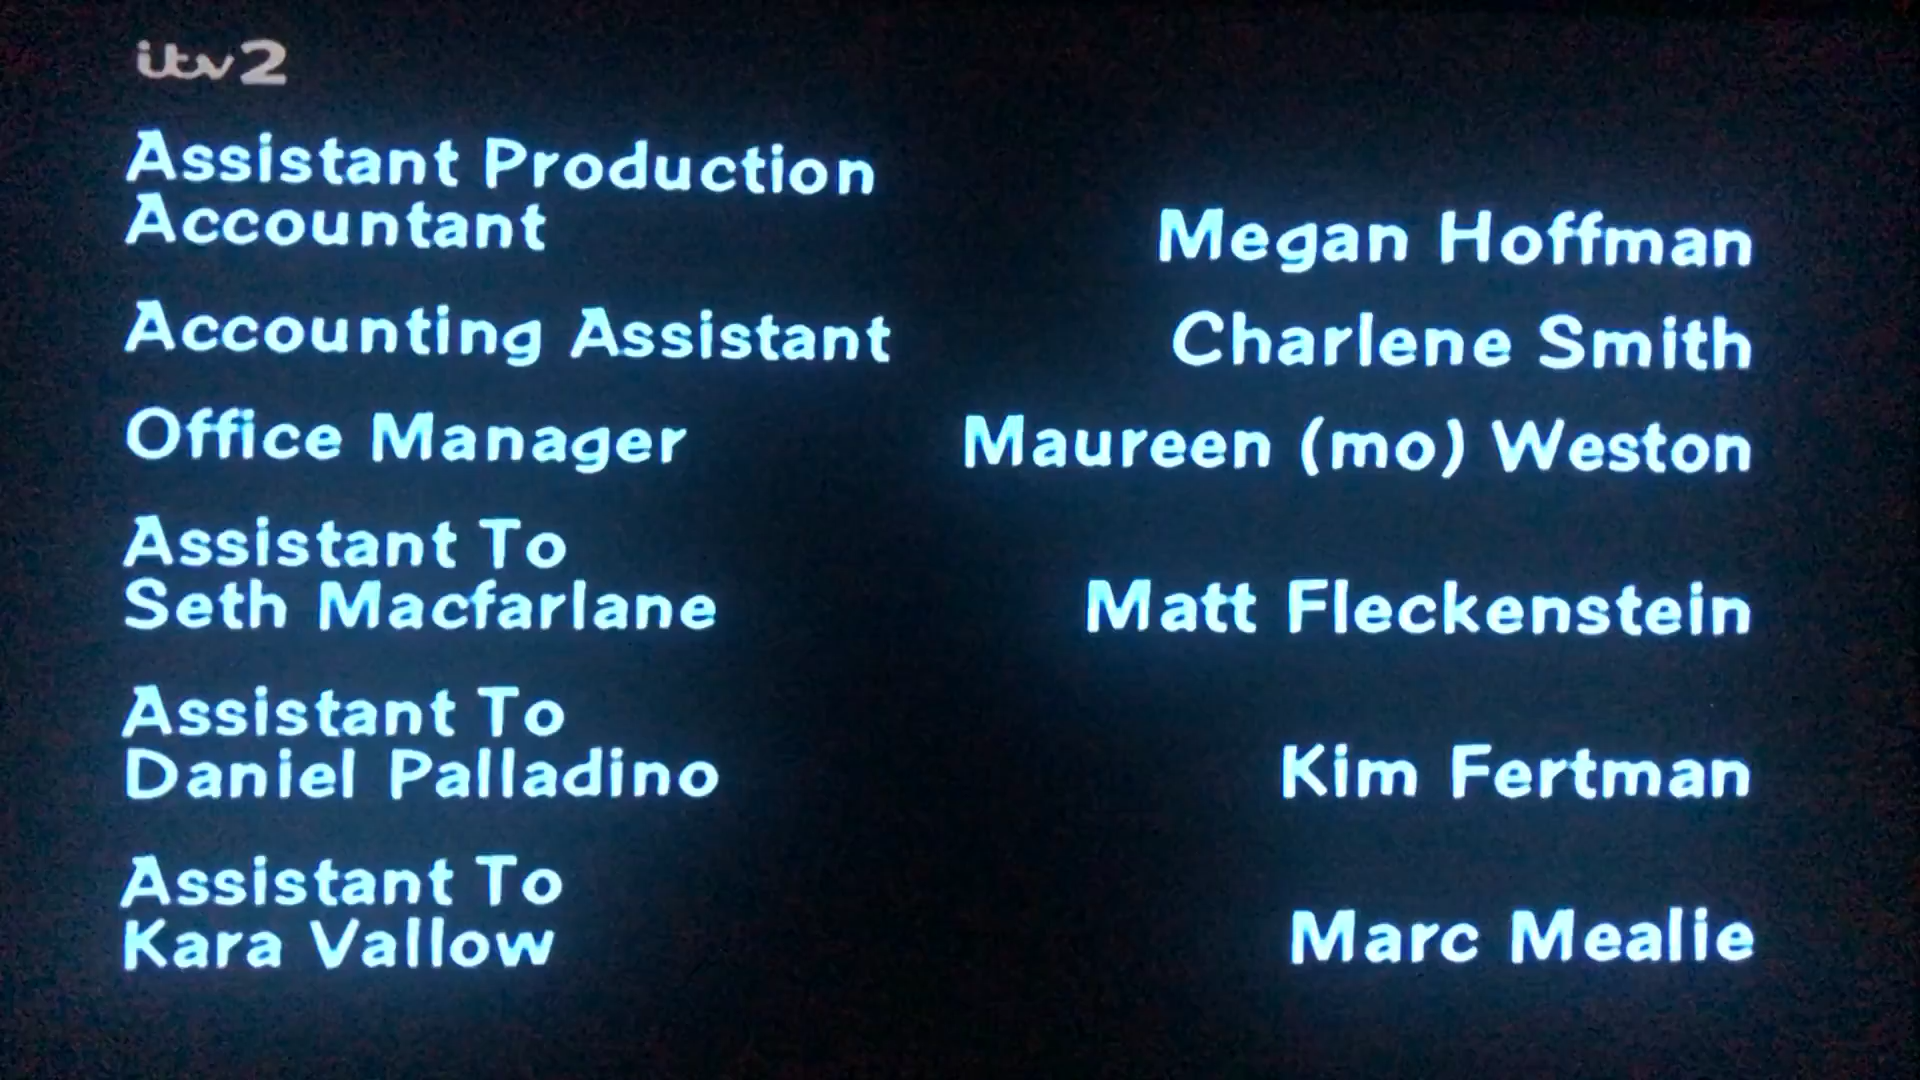 itv2
Assistant Production
Accountant
Megan Hoffman
Accounting Assistant
Charlene Smith
Office Manager
Maureen (mo) Weston
Assistant To
Seth Macfarlane
Matt Fleckenstein
Assistant To
Daniel Palladino
Kim Fertman
Assistant To
Kara Vallow
Marc Mealie